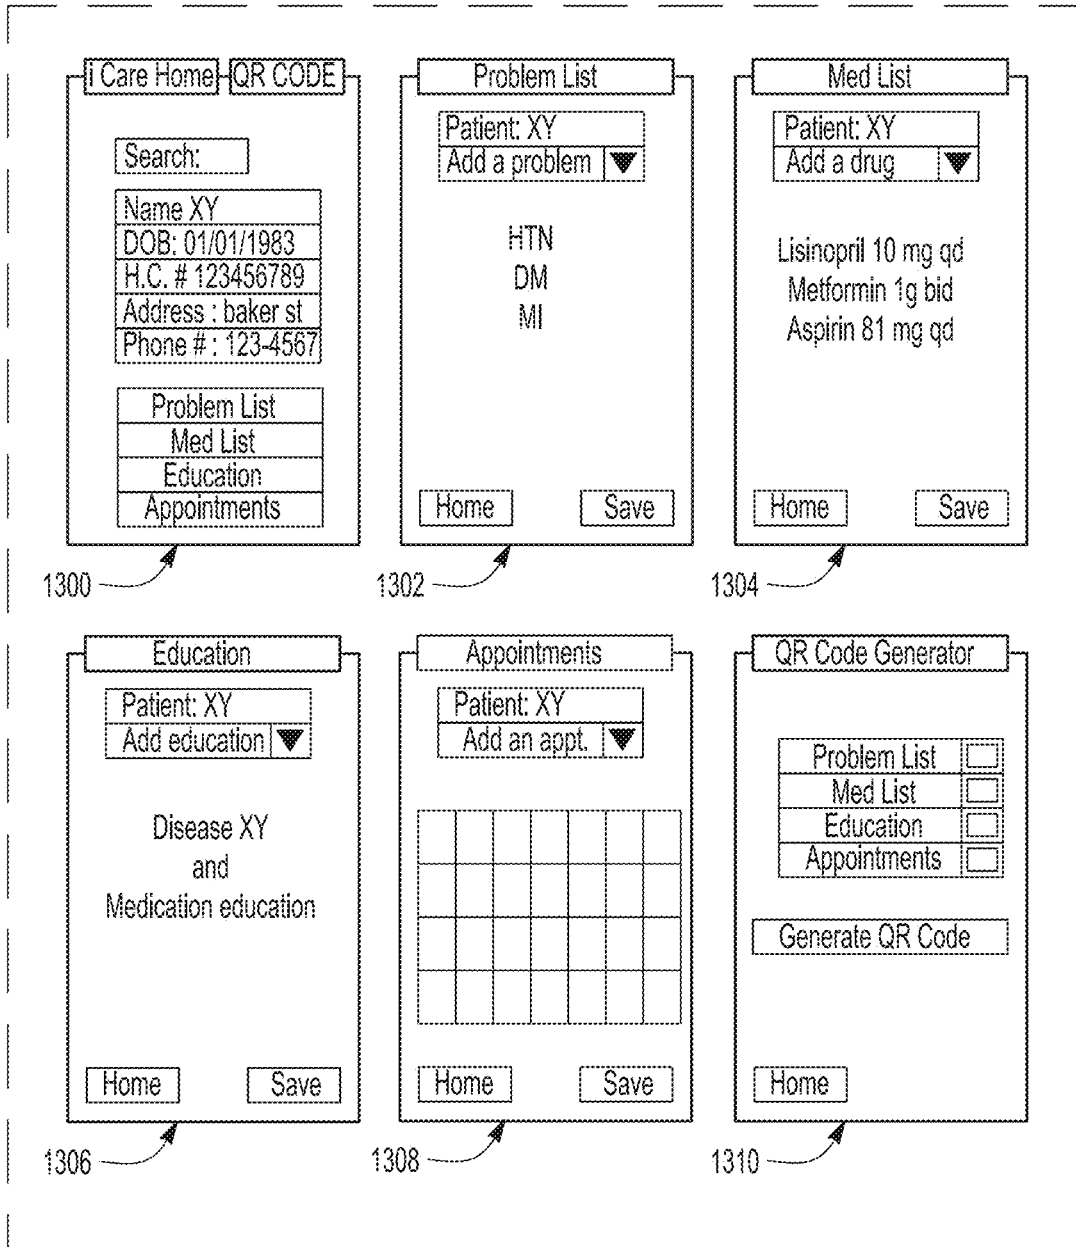 i Care Home QR CODE
Search:
Name XY
DOB: 01/01/1983
H.C. # 123456789
Address : baker st
Phone # : 123-4567
Problem List
Med List
Education
Appointments
1300
Problem List
Patient: XY
Add a problem
HTN
DM
MI
Home Save
1302
Med List
Patient: XY
Add a drug
Lisinopril 10 mg qd
Metformin 1g bid
Aspirin 81 mg qd
Home Save
1304
Education
Patient: XY
Add education
Disease XY
and
Medication education
Home Save
1306
Appointments
Patient: XY
Add an appt.
Home Save
1308
QR Code Generator
Problem List
Med List
Education
Appointments
Generate QR Code
Home
1310